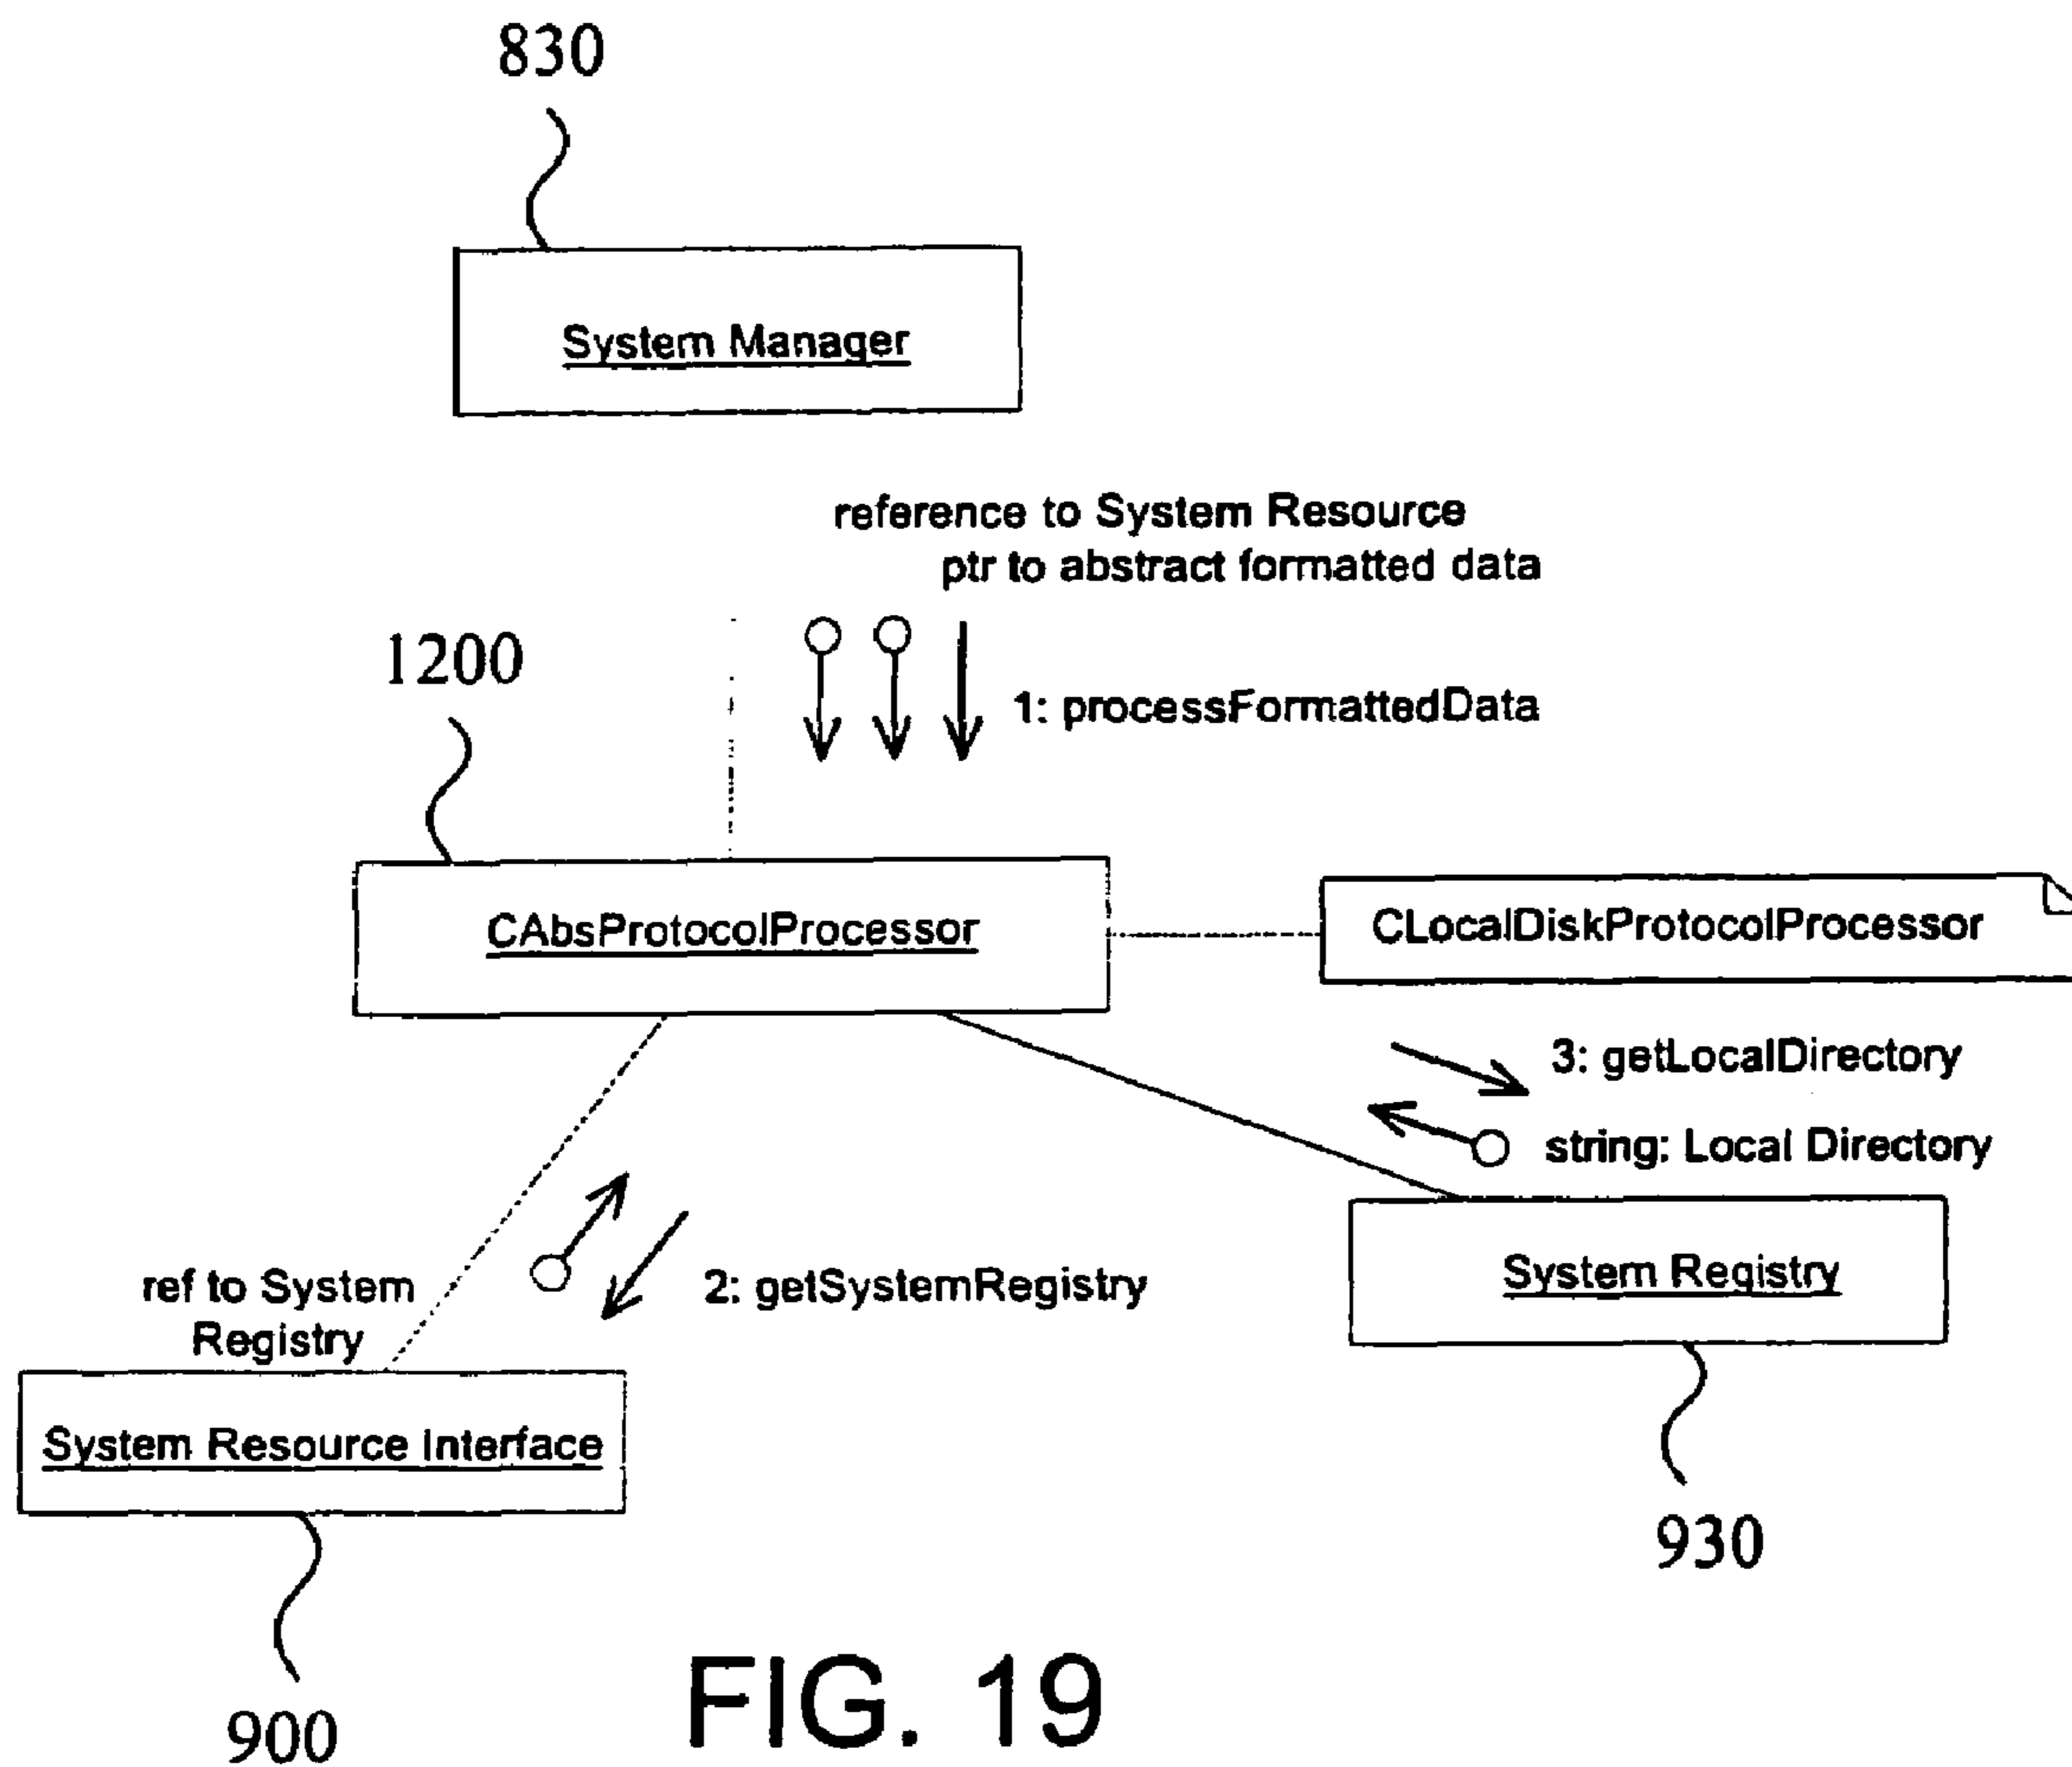 830
System Manager
reference to System Resource
ptr to abstract formatted data
1200
1: processFormattedData
CAbsProtocolProcessor
CLocalDiskProtocolProcessor
3: getLocalDirectory
string: Local Directory
ref to System
Registry
2: getSystemRegistry
System Registry
System Resource Interface
930
900
FIG. 19